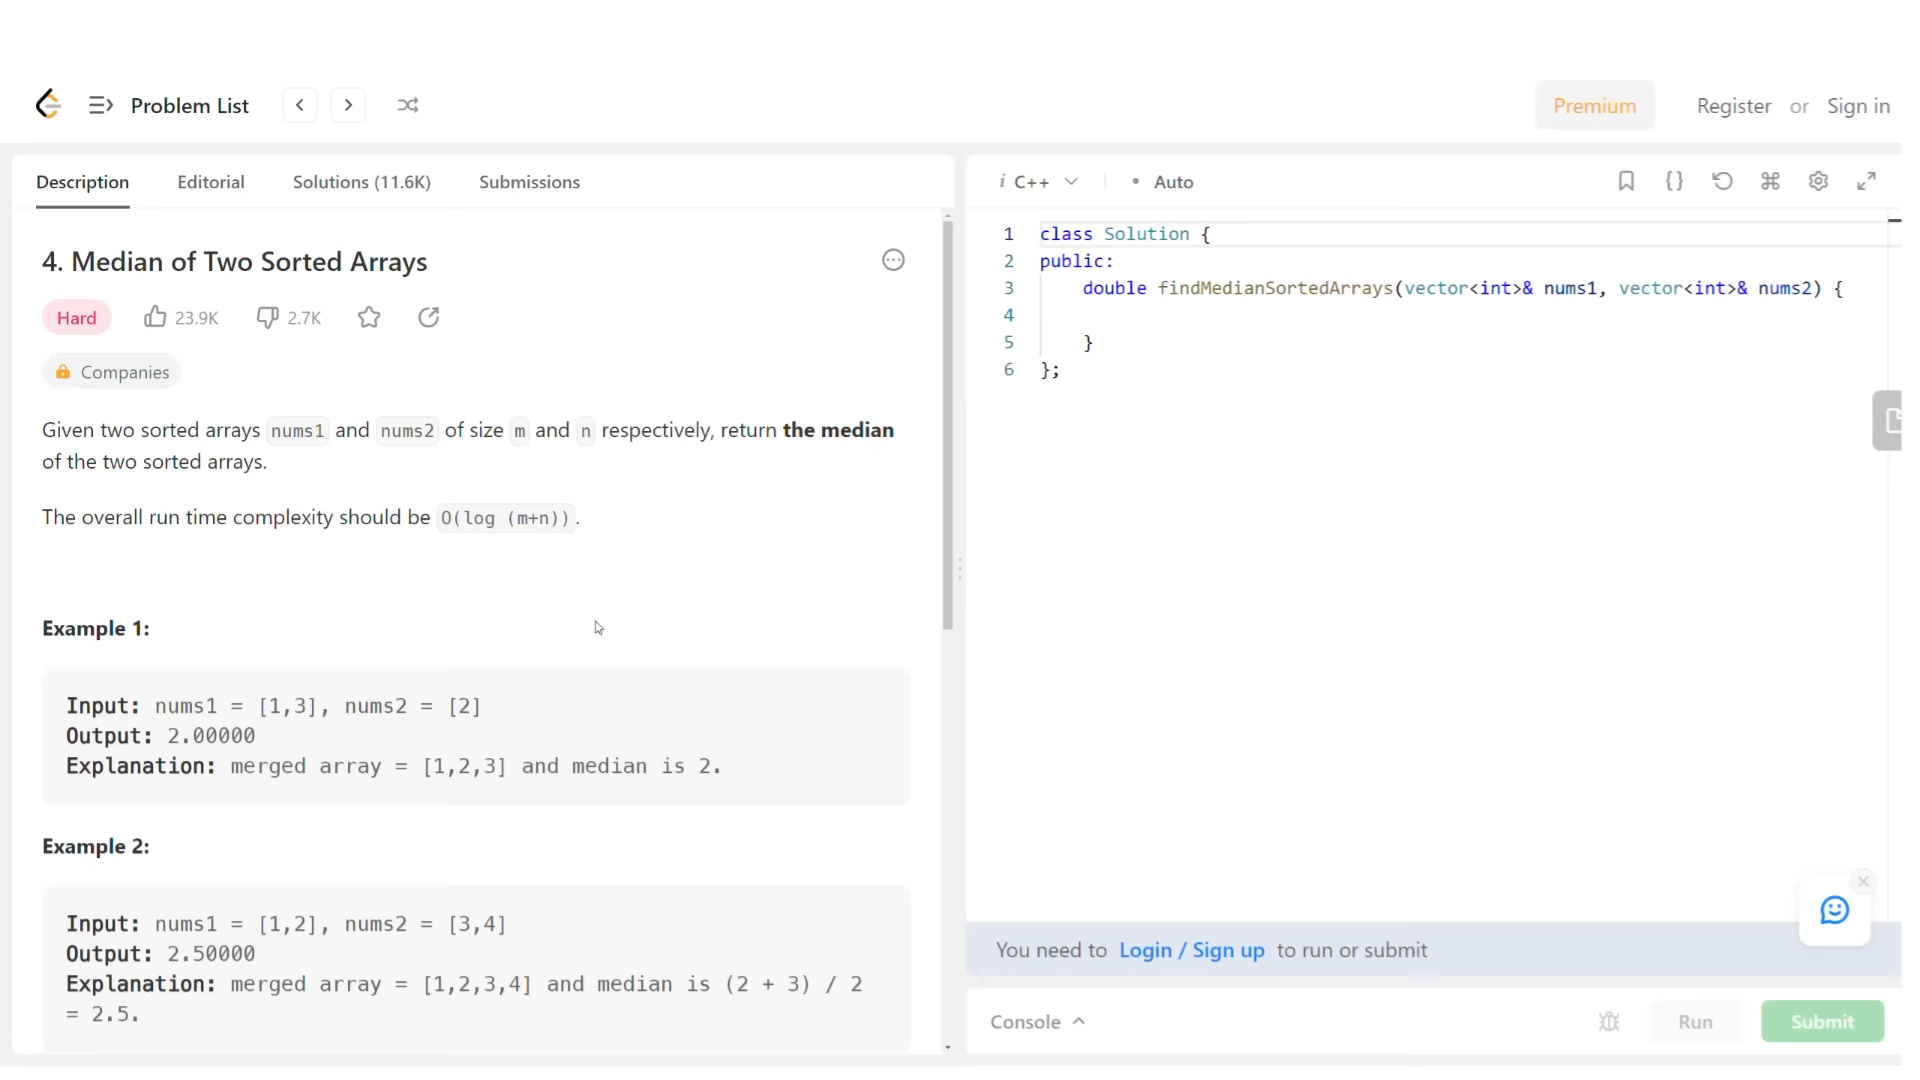 Problem List
Premium Register or Sign in
Description Editorial Solutions (11.6K) Submissions
4. Median of Two Sorted Arrays
Hard 23.9K 2.7K
Companies
Given two sorted arrays nums1 and nums2 of size m and n respectively, return the median
of the two sorted arrays.
The overall run time complexity should be O(log (m+n)).
Example 1:
Input: nums1 = [1,3], nums2 = [2]
Output: 2.00000
Explanation: merged array = [1,2,3] and median is 2.
Example 2:
Input: nums1 = [1,2], nums2 = [3,4]
Output: 2.50000
Explanation: merged array = [1,2,3,4] and median is (2 + 3) / 2
= 2.5.
i C++ • Auto
1 class Solution {
2 public:
3 double findMedianSortedArrays(vector<int>& nums1, vector<int>& nums2) {
4
5 }
6 };
You need to Login / Sign up to run or submit
Console Run Submit